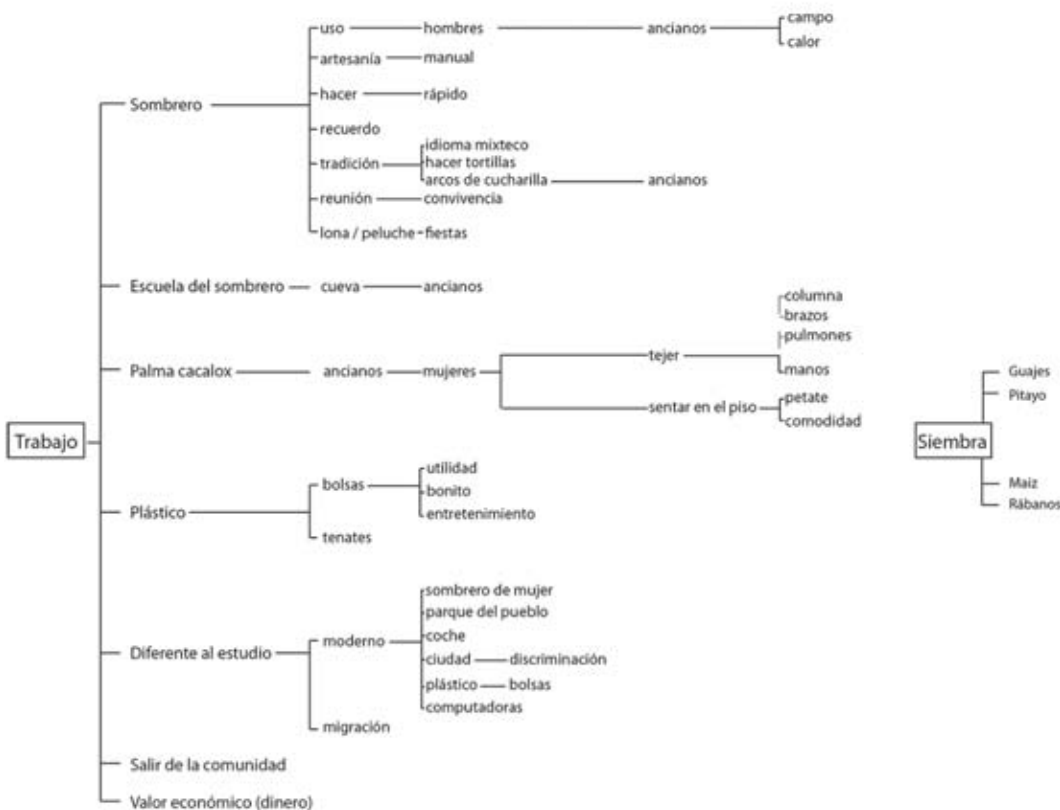 uso hombres ancianos campo
calor
artesanía manual
Sombrero hacer rápido
recuerdo
idioma mixteco
tradición hacer tortillas
arcos de cucharilla ancianos
reunión convivencia
lona / peluche fiestas
Escuela del sombrero cueva ancianos
columna
brazos
pulmones
tejer
Palma cacalox ancianos mujeres manos
petate
sentar en el piso
comodidad
Trabajo
utilidad
bolsas bonito
entretenimiento
Plástico
tenates
sombrero de mujer
parque del pueblo
moderno coche
Diferente al estudio ciudad discriminación
plástico bolsas
computadoras
migración
Salir de la comunidad
Valor económico (dinero)
Guajes
Pitayo
Siembra
Maiz
Rábanos